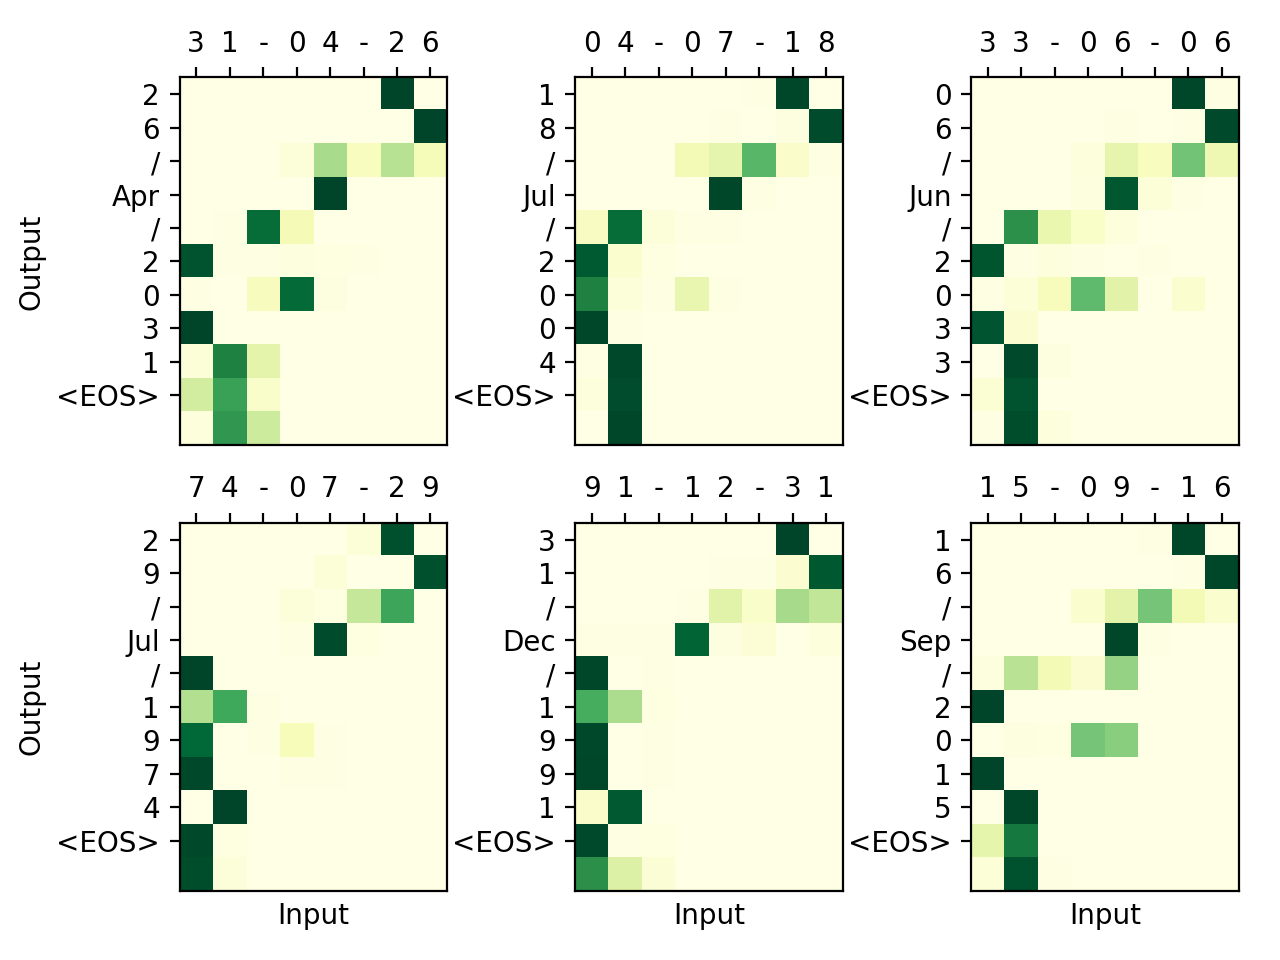 3 1 - 0 4 - 2 6
2
6
/
Apr
/
2
0
3
1
<EOS>
Output
0 4 - 0 7 - 1 8
1
8
/
Jul
/
2
0
0
4
<EOS>
3 3 - 0 6 - 0 6
0
6
/
Jun
/
2
0
3
3
<EOS>
7 4 - 0 7 - 2 9
2
9
/
Jul
/
1
9
7
4
<EOS>
Output
Input
9 1 - 1 2 - 3 1
3
1
/
Dec
/
1
9
9
1
<EOS>
Input
1 5 - 0 9 - 1 6
1
6
/
Sep
/
2
0
1
5
<EOS>
Input